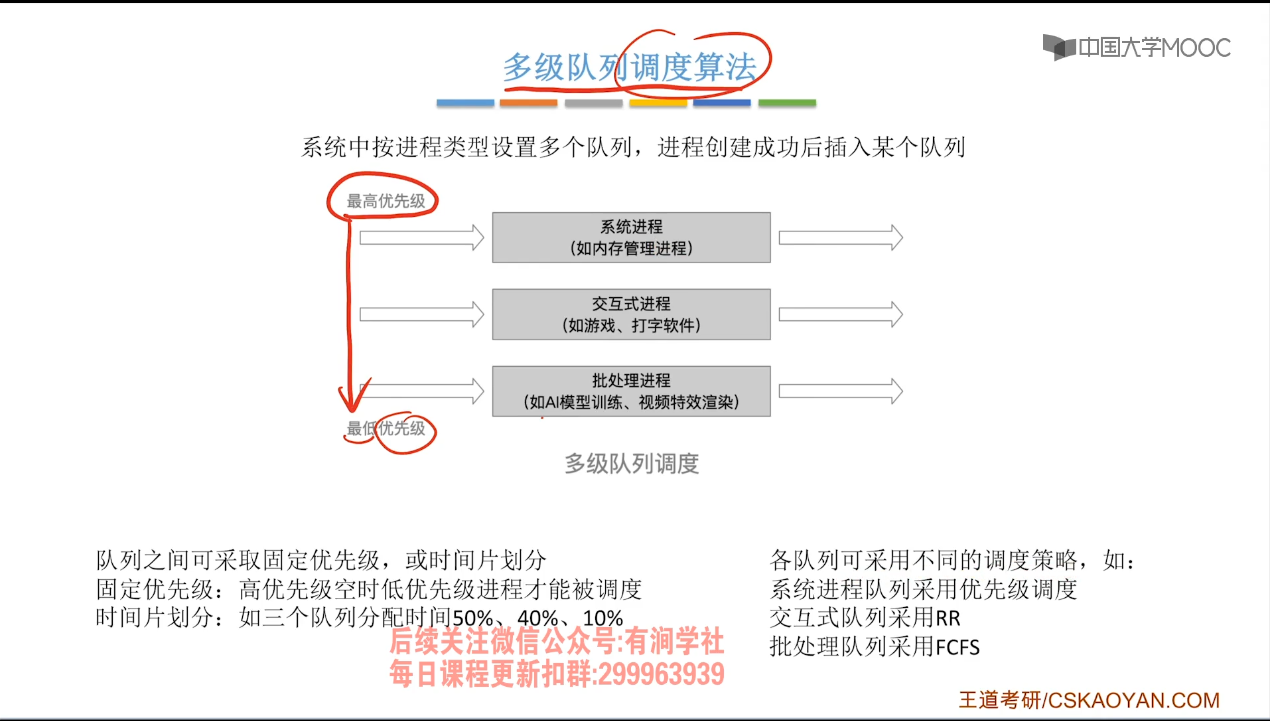 中国大学MOOC
多级队列调度算法
系统中按进程类型设置多个队列，进程创建成功后插入某个队列
最高优先级
系统进程
（如内存管理进程）
交互式进程
（如游戏、打字软件）
批处理进程
（如AI模型训练、视频特效渲染）
最低优先级
多级队列调度
队列之间可采取固定优先级，或时间片划分
固定优先级：高优先级空时低优先级进程才能被调度
时间片划分：如三个队列分配时间50%、40%、10%
各队列可采用不同的调度策略，如：
系统进程队列采用优先级调度
交互式队列采用RR
批处理队列采用FCFS
后续关注微信公众号:有润学社
每日课程更新扣群:299963939
王道考研/CSKAOYAN.COM